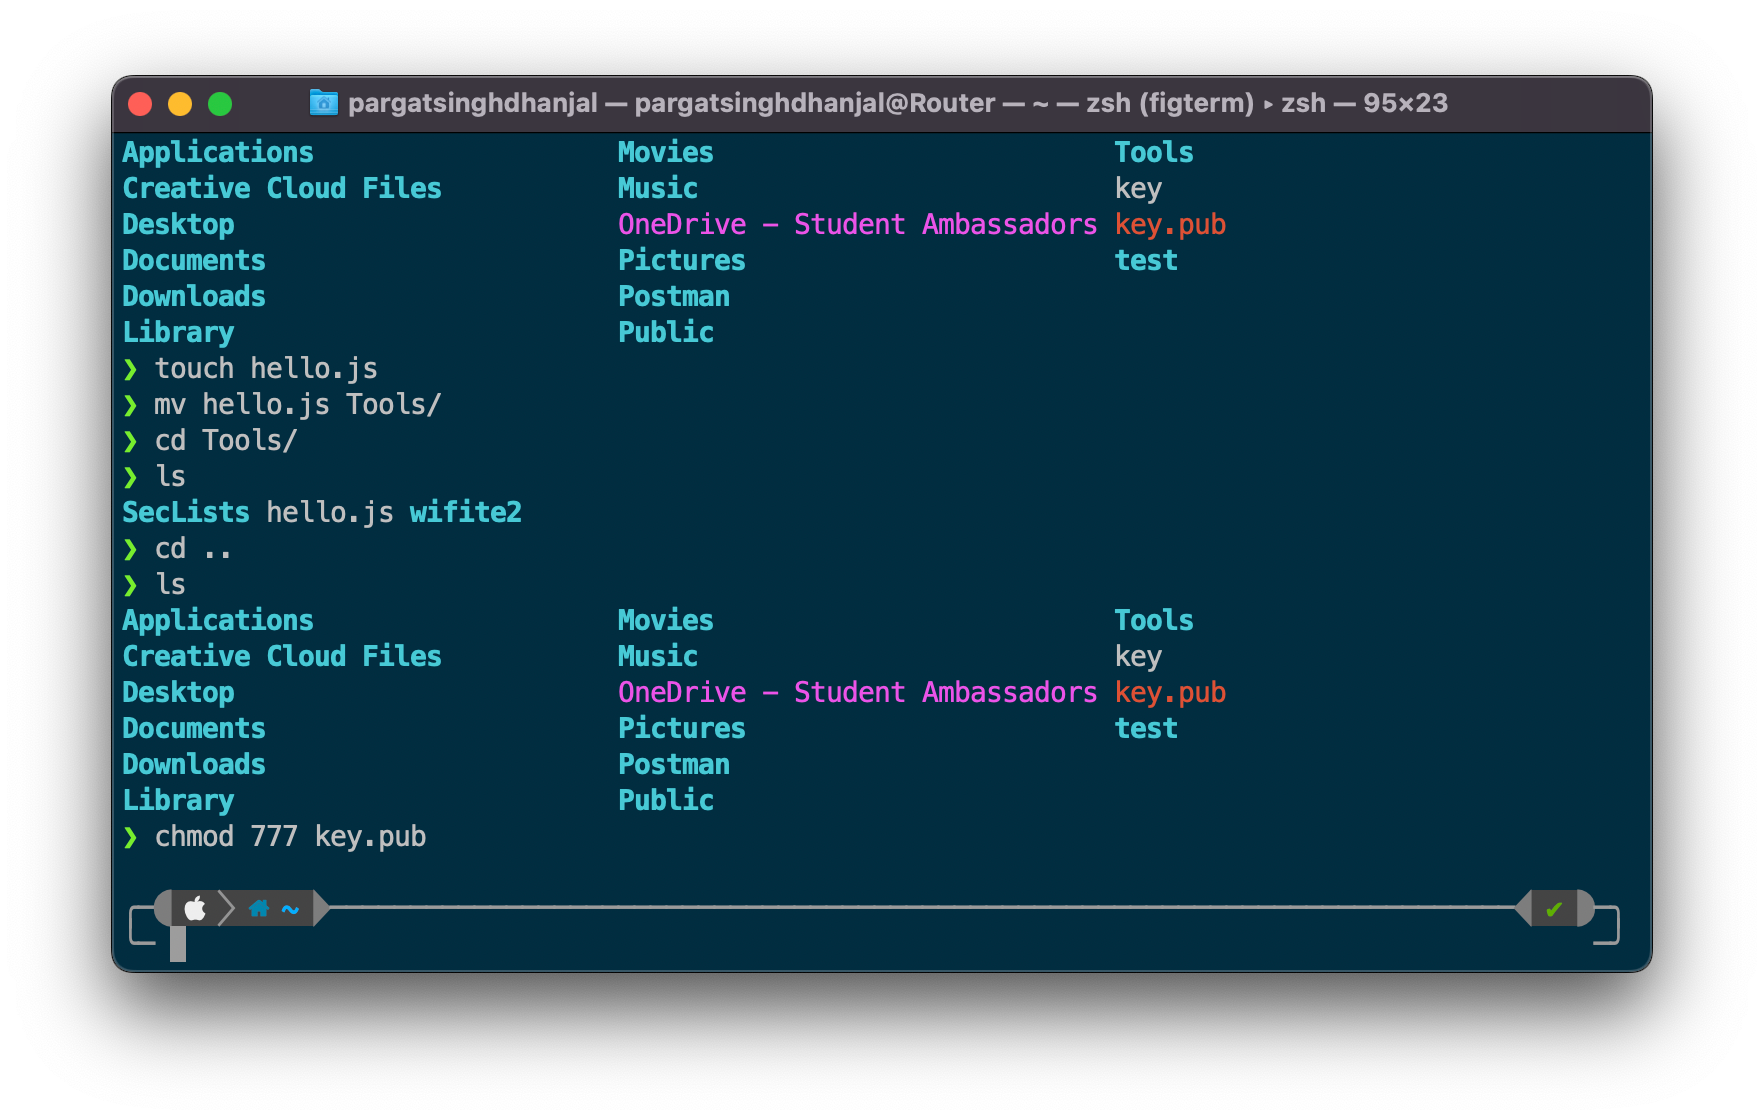 pargatsinghdhanjal — pargatsinghdhanjal@Router — ~ — zsh (figterm) ▸ zsh — 95×23
Applications Movies Tools
Creative Cloud Files Music key
Desktop OneDrive - Student Ambassadors key.pub
Documents Pictures test
Downloads Postman
Library Public
❯ touch hello.js
❯ mv hello.js Tools/
❯ cd Tools/
❯ ls
SecLists hello.js wifite2
❯ cd ..
❯ ls
Applications Movies Tools
Creative Cloud Files Music key
Desktop OneDrive - Student Ambassadors key.pub
Documents Pictures test
Downloads Postman
Library Public
❯ chmod 777 key.pub
~ ✔